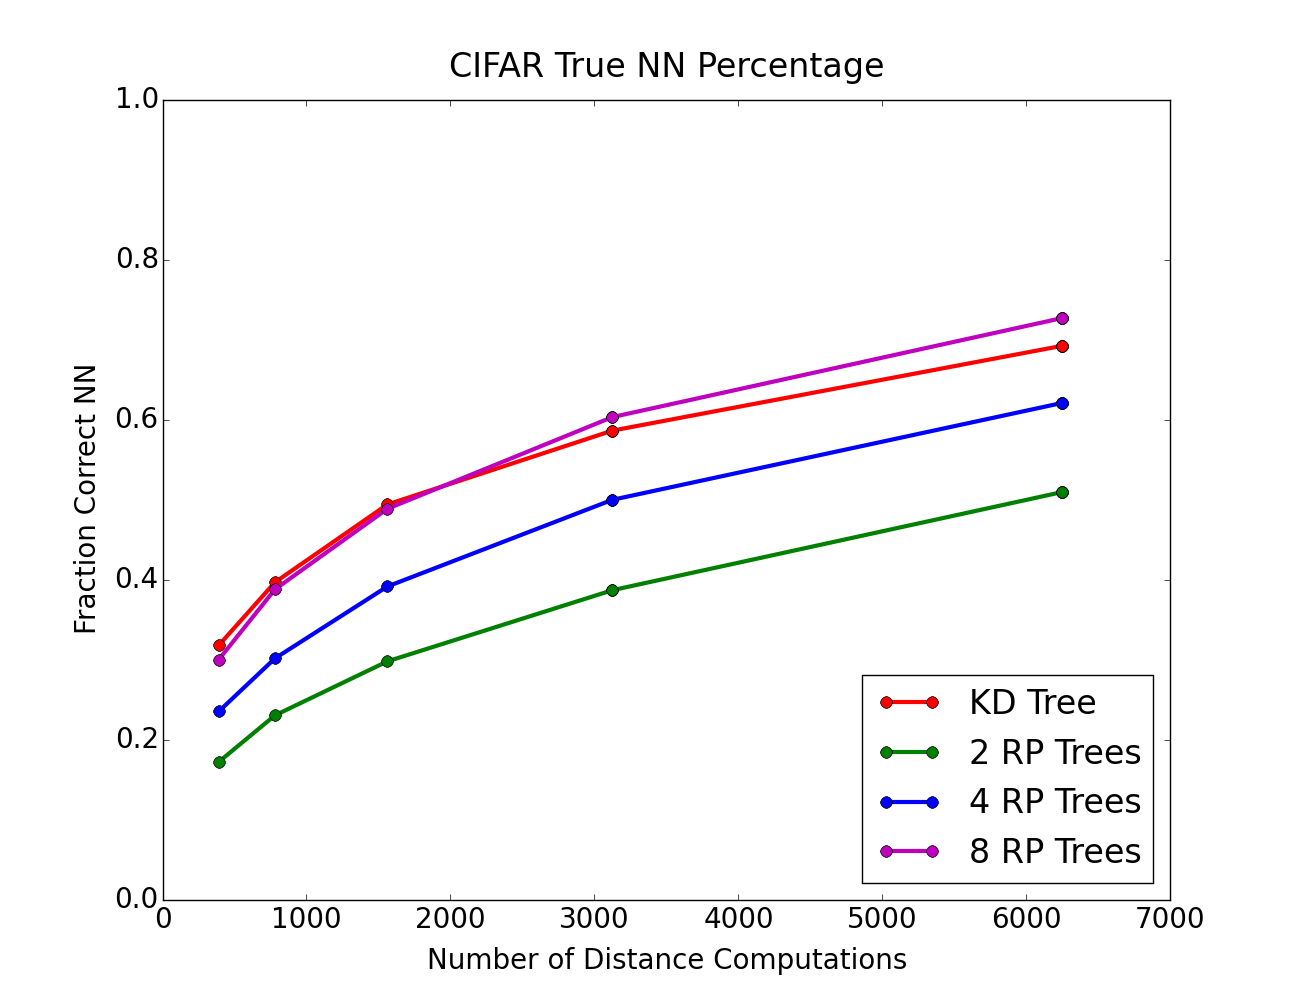 CIFAR True NN Percentage
1.0
0.8
0.6
0.4
0.2
0.0
Fraction Correct NN
KD Tree
2 RP Trees
4 RP Trees
8 RP Trees
0 1000 2000 3000 4000 5000 6000 7000
Number of Distance Computations